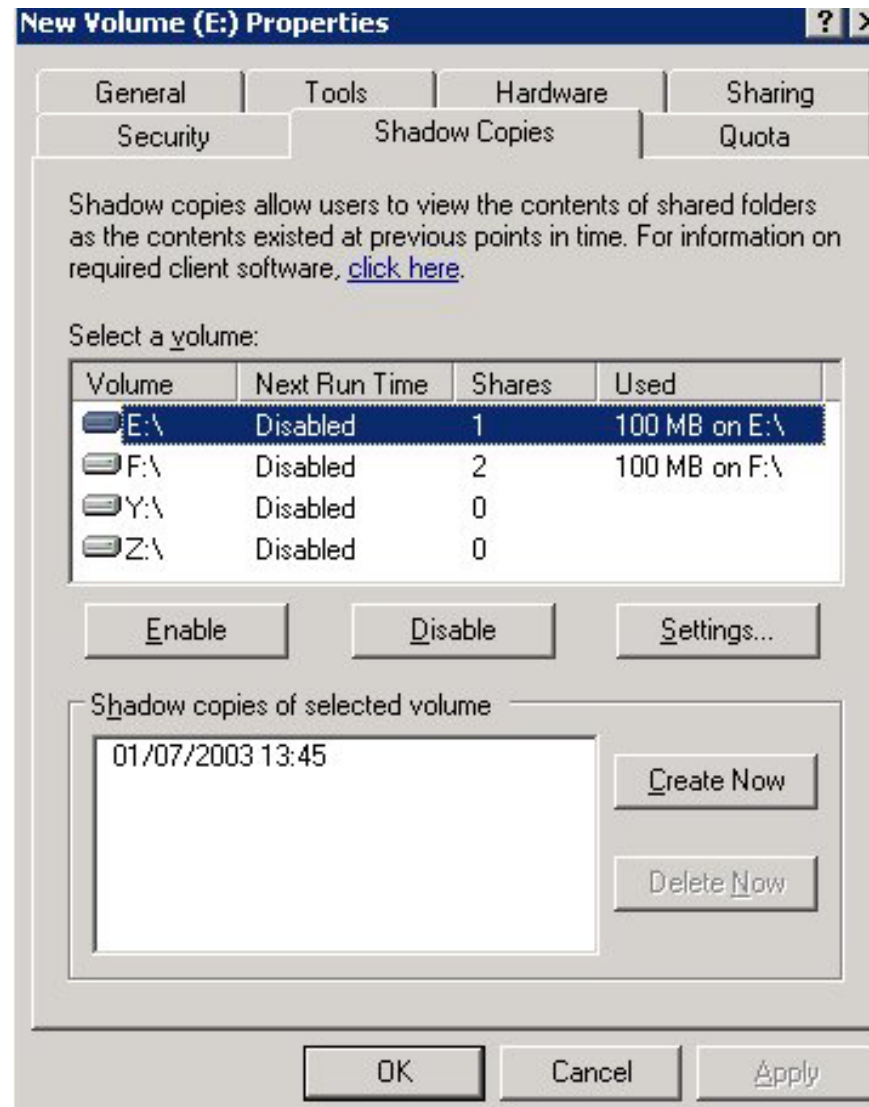 New Volume (E:) Properties
General Tools Hardware Sharing
Security Shadow Copies Quota
Shadow copies allow users to view the contents of shared folders
as the contents existed at previous points in time. For information on
required client software, click here.
Select a volume:
Volume Next Run Time Shares Used
E:\ Disabled 1 100 MB on E:\
F:\ Disabled 2 100 MB on F:\
Y:\ Disabled 0
Z:\ Disabled 0
Enable Disable Settings...
Shadow copies of selected volume
01/07/2003 13:45
Create Now
Delete Now
OK Cancel Apply